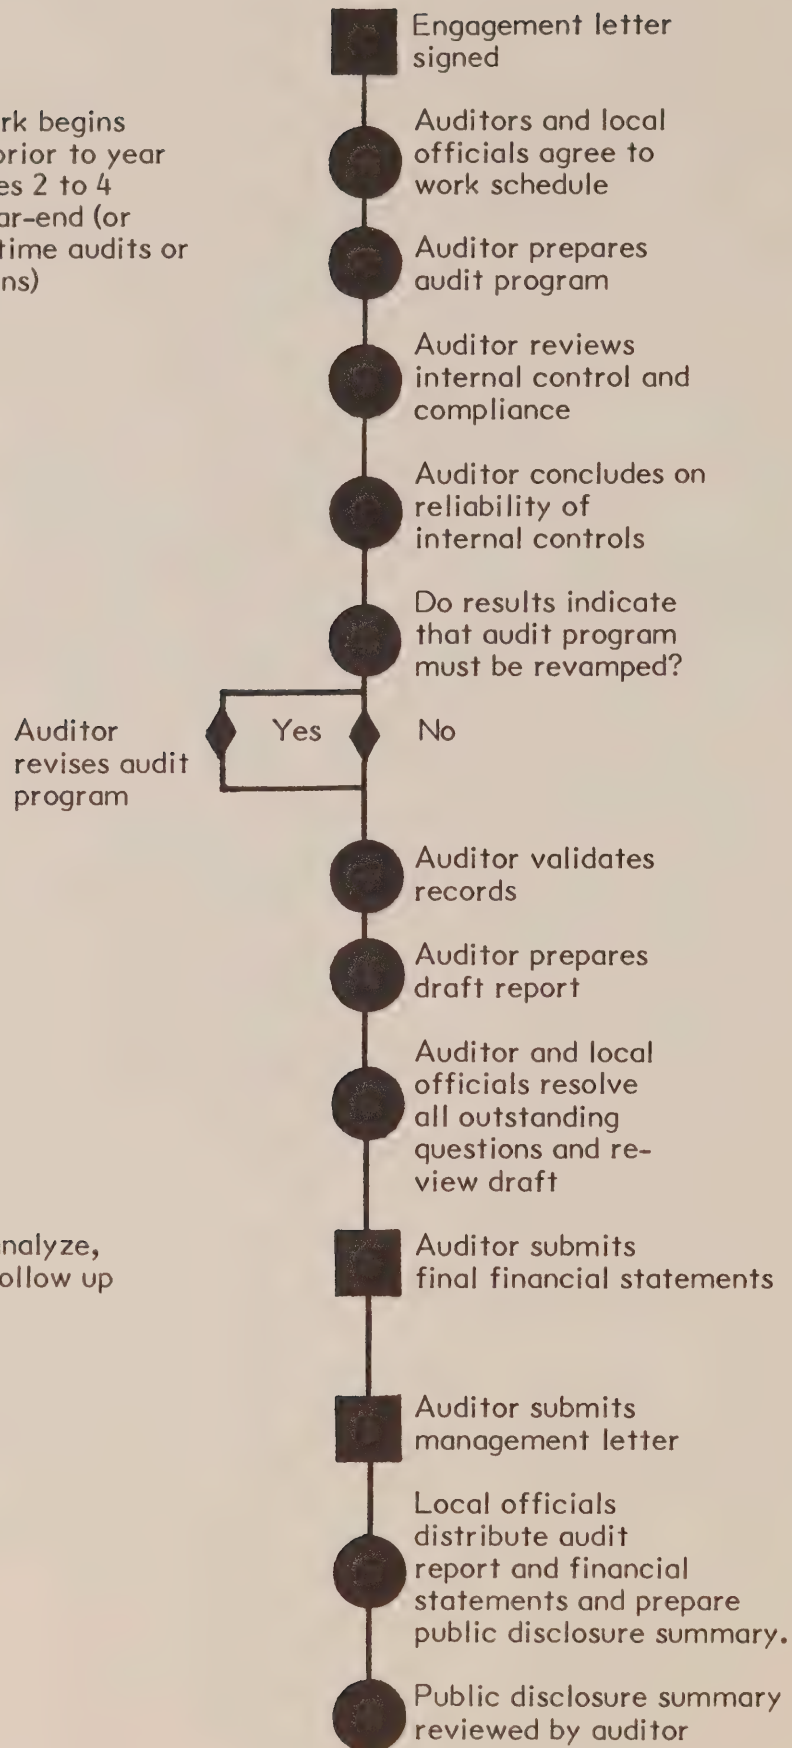 Engagement letter
signed
rk begins
prior to year
es 2 to 4
ar-end (or
time audits or
ns)
Auditors and local
officials agree to
work schedule
Auditor prepares
audit program
Auditor reviews
internal control and
compliance
Auditor concludes on
reliability of
internal controls
Do results indicate
that audit program
must be revamped?
Auditor
revises audit
program
Yes
No
Auditor validates
records
Auditor prepares
draft report
Auditor and local
officials resolve
all outstanding
questions and re-
view draft
nalyze,
ollow up
Auditor submits
final financial statements
Auditor submits
management letter
Local officials
distribute audit
report and financial
statements and prepare
public disclosure summary.
Public disclosure summary
reviewed by auditor